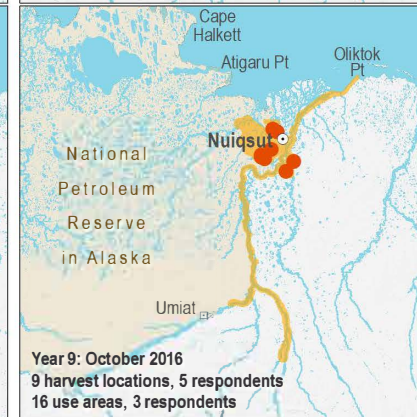 Cape
Halkett
Atigaru Pt
Oliktok
Pt
Nuiqsut
National
Petroleum
Reserve
in Alaska
Umiat
Year 9: October 2016
9 harvest locations, 5 respondents
16 use areas, 3 respondents